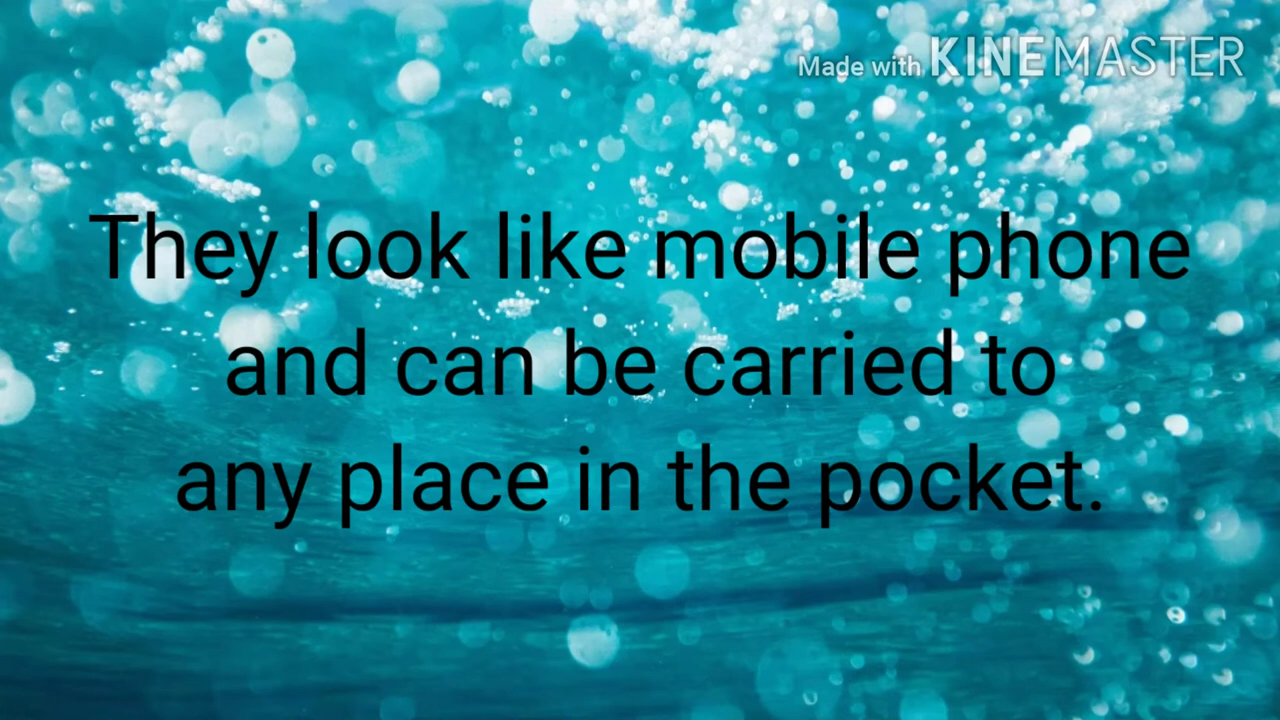 Made with KINEMASTER
They look like mobile phone
and can be carried to
any place in the pocket.